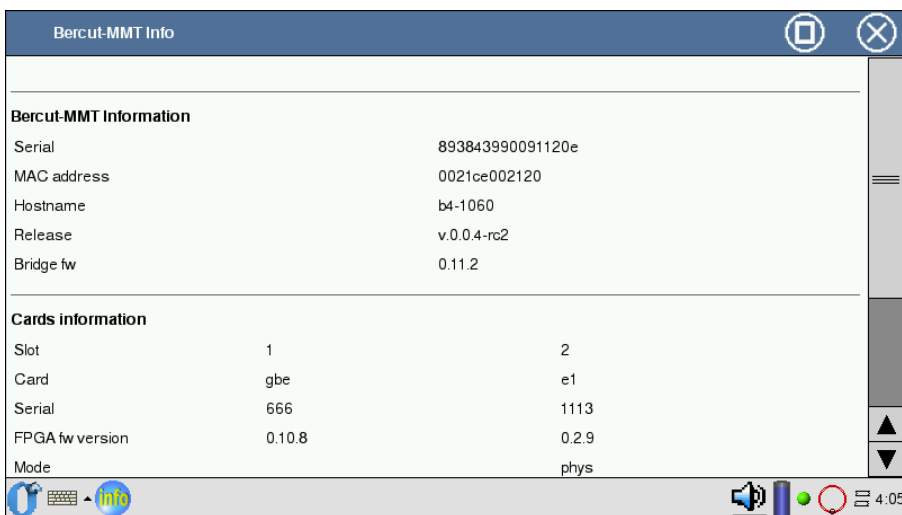 Bercut-MMT Info
Bercut-MMT Information
Serial 893843990091120e
MAC address 0021ce002120
Hostname b4-1060
Release v.0.0.4-rc2
Bridge fw 0.11.2
Cards information
Slot 1 2
Card gbe e1
Serial 666 1113
FPGA fw version 0.10.8 0.2.9
Mode phys
info 4:05